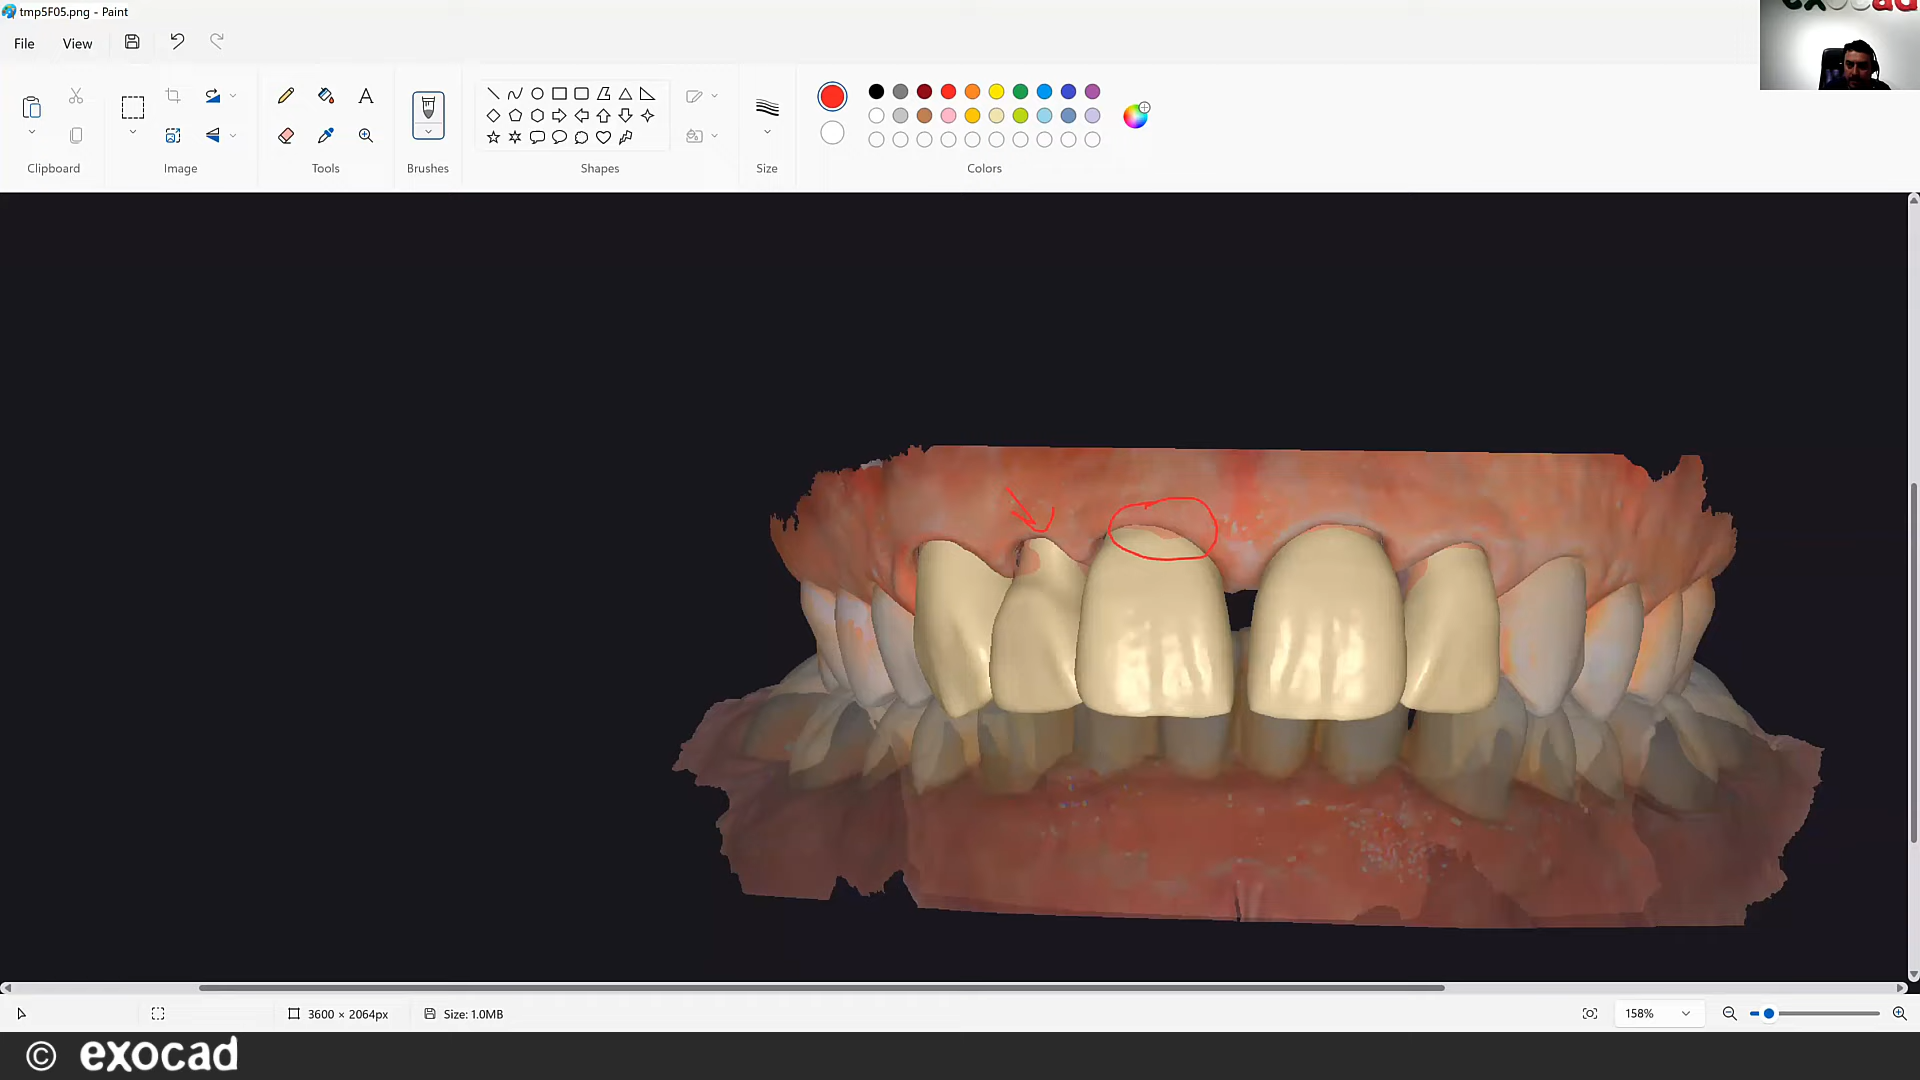 tmp5F05.png - Paint
exocad
File
View
Clipboard
Image
Tools
Brushes
Shapes
Size
Colors
3600 × 2064px
Size: 1.0MB
158%
© exocad